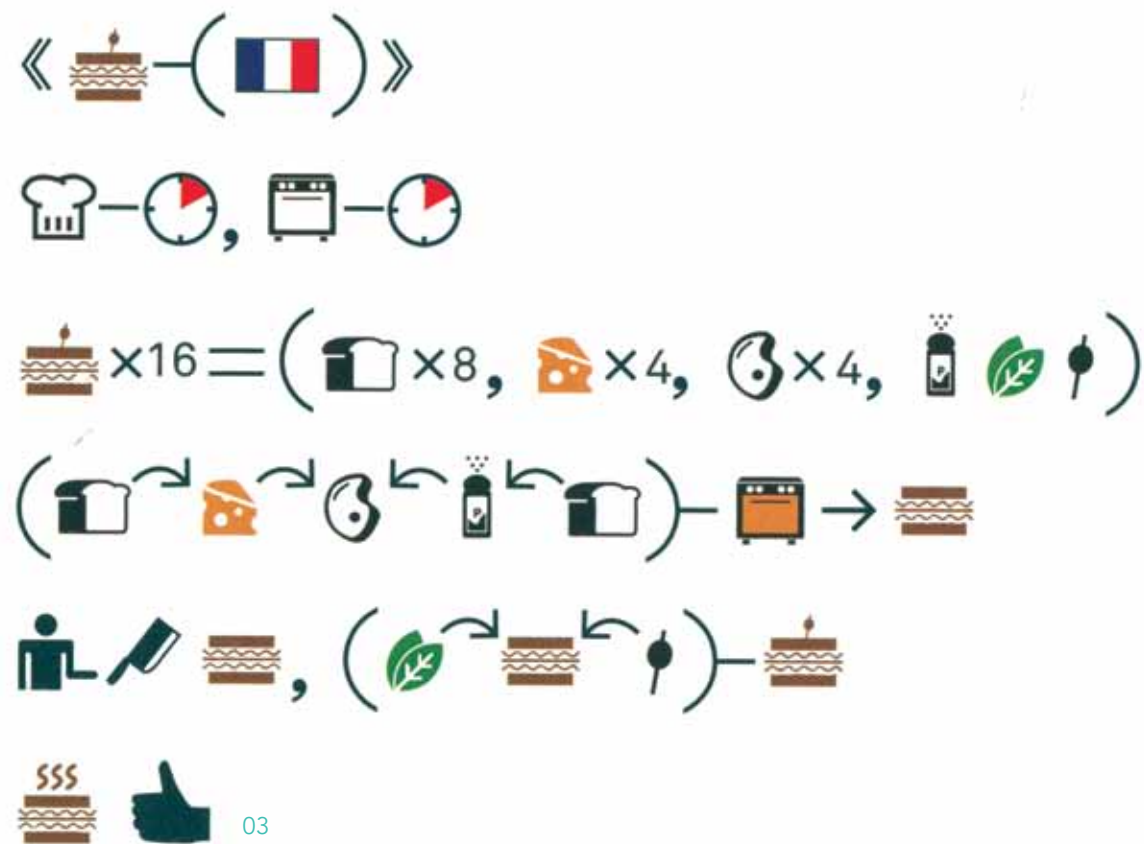 ×16=( ×8, ×4, ×4, P )
P
03